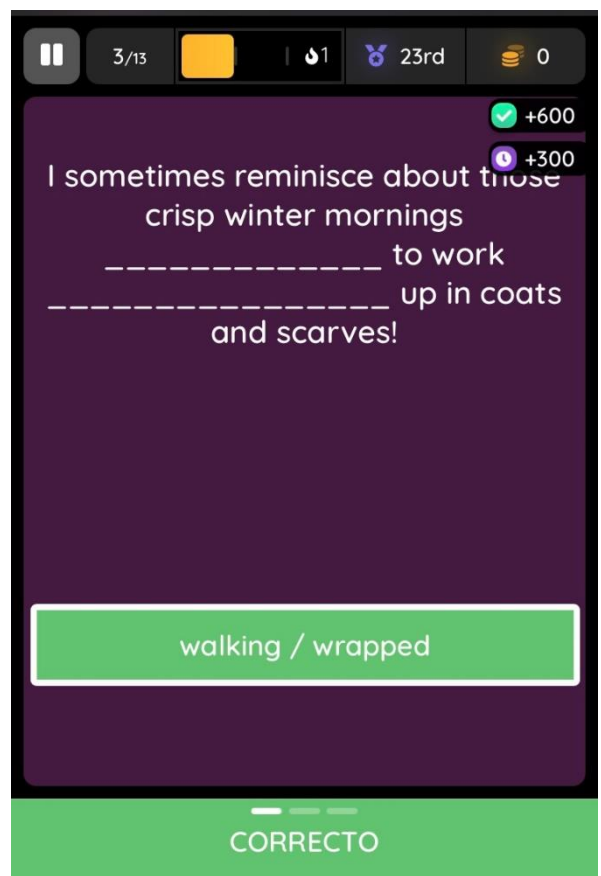 3/13 1 23rd 0
+600
+300
I sometimes reminisce about those
crisp winter mornings
_____________ to work
________________ up in coats
and scarves!
walking / wrapped
CORRECTO